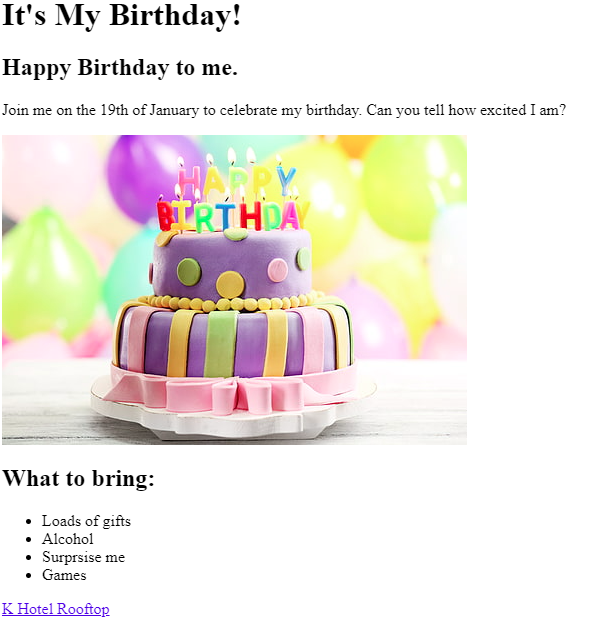 It's My Birthday!
Happy Birthday to me.
Join me on the 19th of January to celebrate my birthday. Can you tell how excited I am?
HAPPY
BIRTHDAY
What to bring:
Loads of gifts
Alcohol
Surprsise me
Games
K Hotel Rooftop